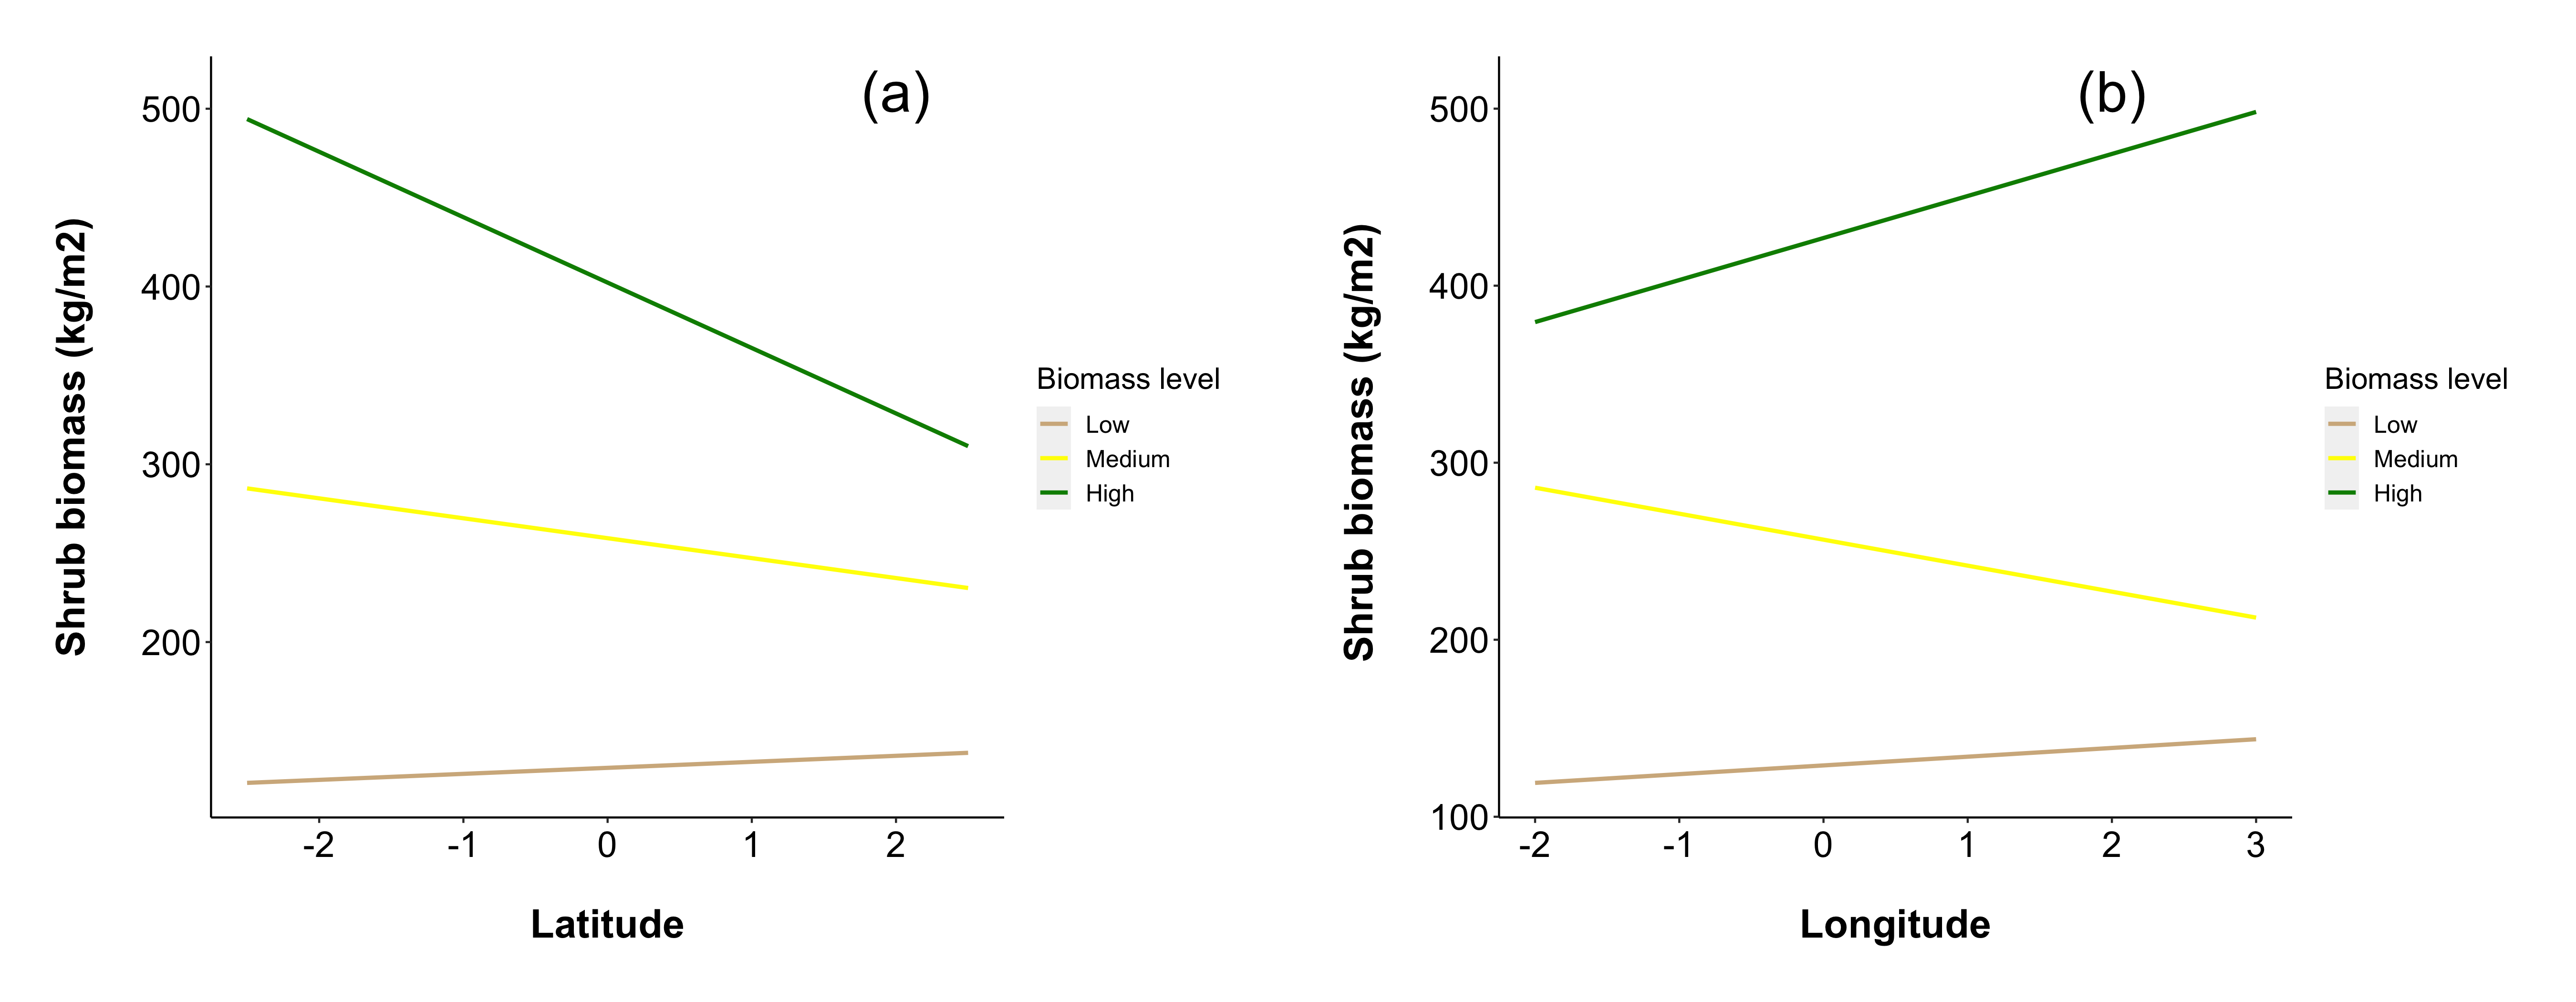 (a)
500
400
300
200
Shrub biomass (kg/m2)
-2 -1 0 1 2
Latitude
Biomass level
Low
Medium
High
(b)
500
400
300
200
100
Shrub biomass (kg/m2)
-2 -1 0 1 2 3
Longitude
Biomass level
Low
Medium
High